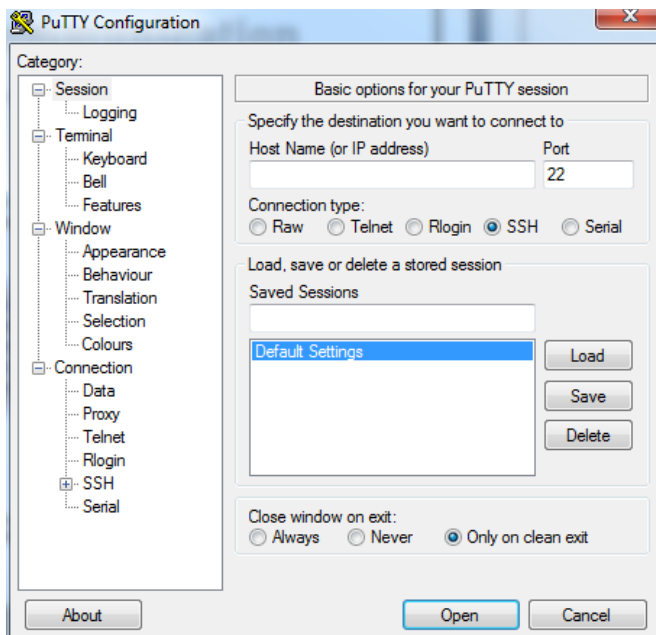 PuTTY Configuration
Category:
Session
Logging
Terminal
Keyboard
Bell
Features
Window
Appearance
Behaviour
Translation
Selection
Colours
Connection
Data
Proxy
Telnet
Rlogin
SSH
Serial
Basic options for your PuTTY session
Specify the destination you want to connect to
Host Name (or IP address) Port
22
Connection type:
Raw Telnet Rlogin SSH Serial
Load, save or delete a stored session
Saved Sessions
Default Settings
Load
Save
Delete
Close window on exit:
Always Never Only on clean exit
About Open Cancel